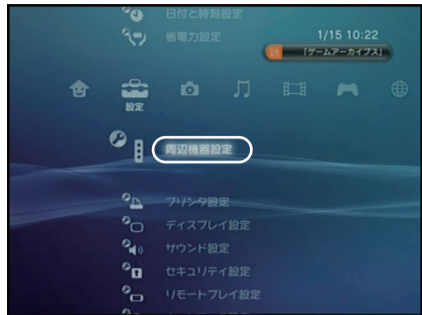 日付と時刻設定
省電力設定
1/15 10:22
「ゲームアーカイブス」
設定
周辺機器設定
プリンタ設定
ディスプレイ設定
サウンド設定
セキュリティ設定
リモートプレイ設定